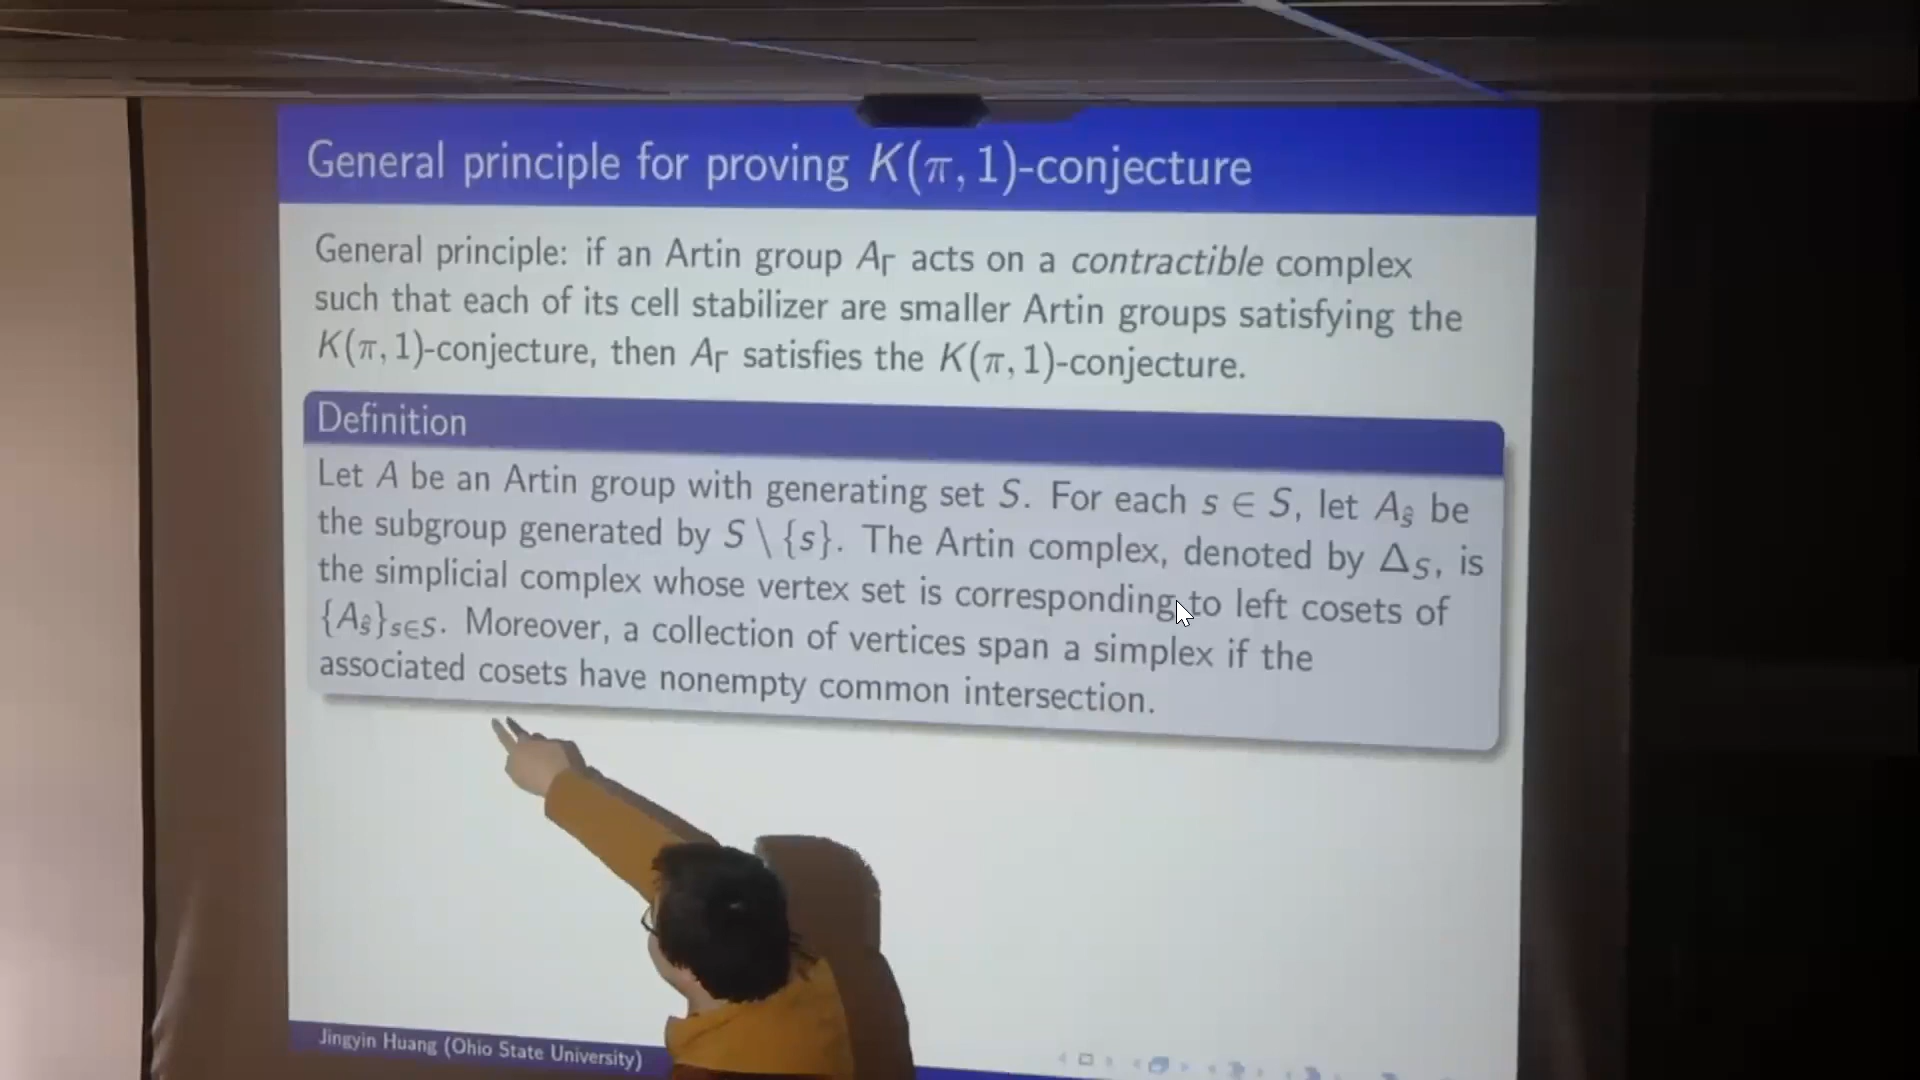 General principle for proving K(π, 1)-conjecture
General principle: if an Artin group A_Γ acts on a contractible complex
such that each of its cell stabilizer are smaller Artin groups satisfying the
K(π, 1)-conjecture, then A_Γ satisfies the K(π, 1)-conjecture.
Definition
Let A be an Artin group with generating set S. For each s ∈ S, let A_ŝ be
the subgroup generated by S \ {s}. The Artin complex, denoted by Δ_S, is
the simplicial complex whose vertex set is corresponding to left cosets of
{A_ŝ}_{s∈S}. Moreover, a collection of vertices span a simplex if the
associated cosets have nonempty common intersection.
Jingyin Huang (Ohio State University)